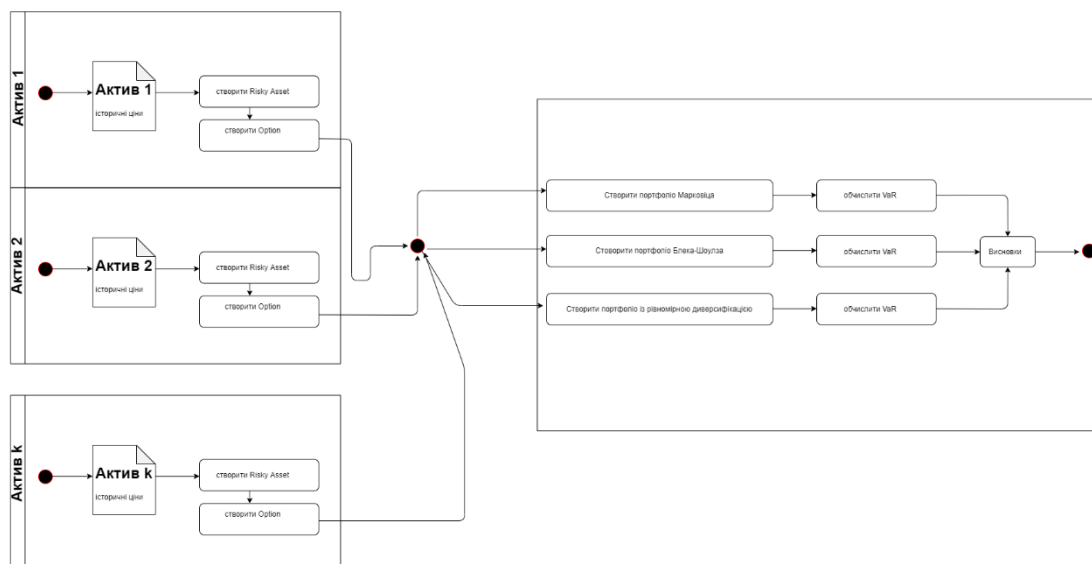 Актив 1
Актив 1
історичні ціни
створити Risky Asset
створити Option
Актив 2
Актив 2
історичні ціни
створити Risky Asset
створити Option
Актив k
Актив k
історичні ціни
створити Risky Asset
створити Option
Створити портфоліо Марковіца
обчислити VaR
Стоворити портфоліо Блека-Шоулза
обчислити VaR
Висновки
Створити портфоліо із рівномірною диверсифікацією
обчислити VaR